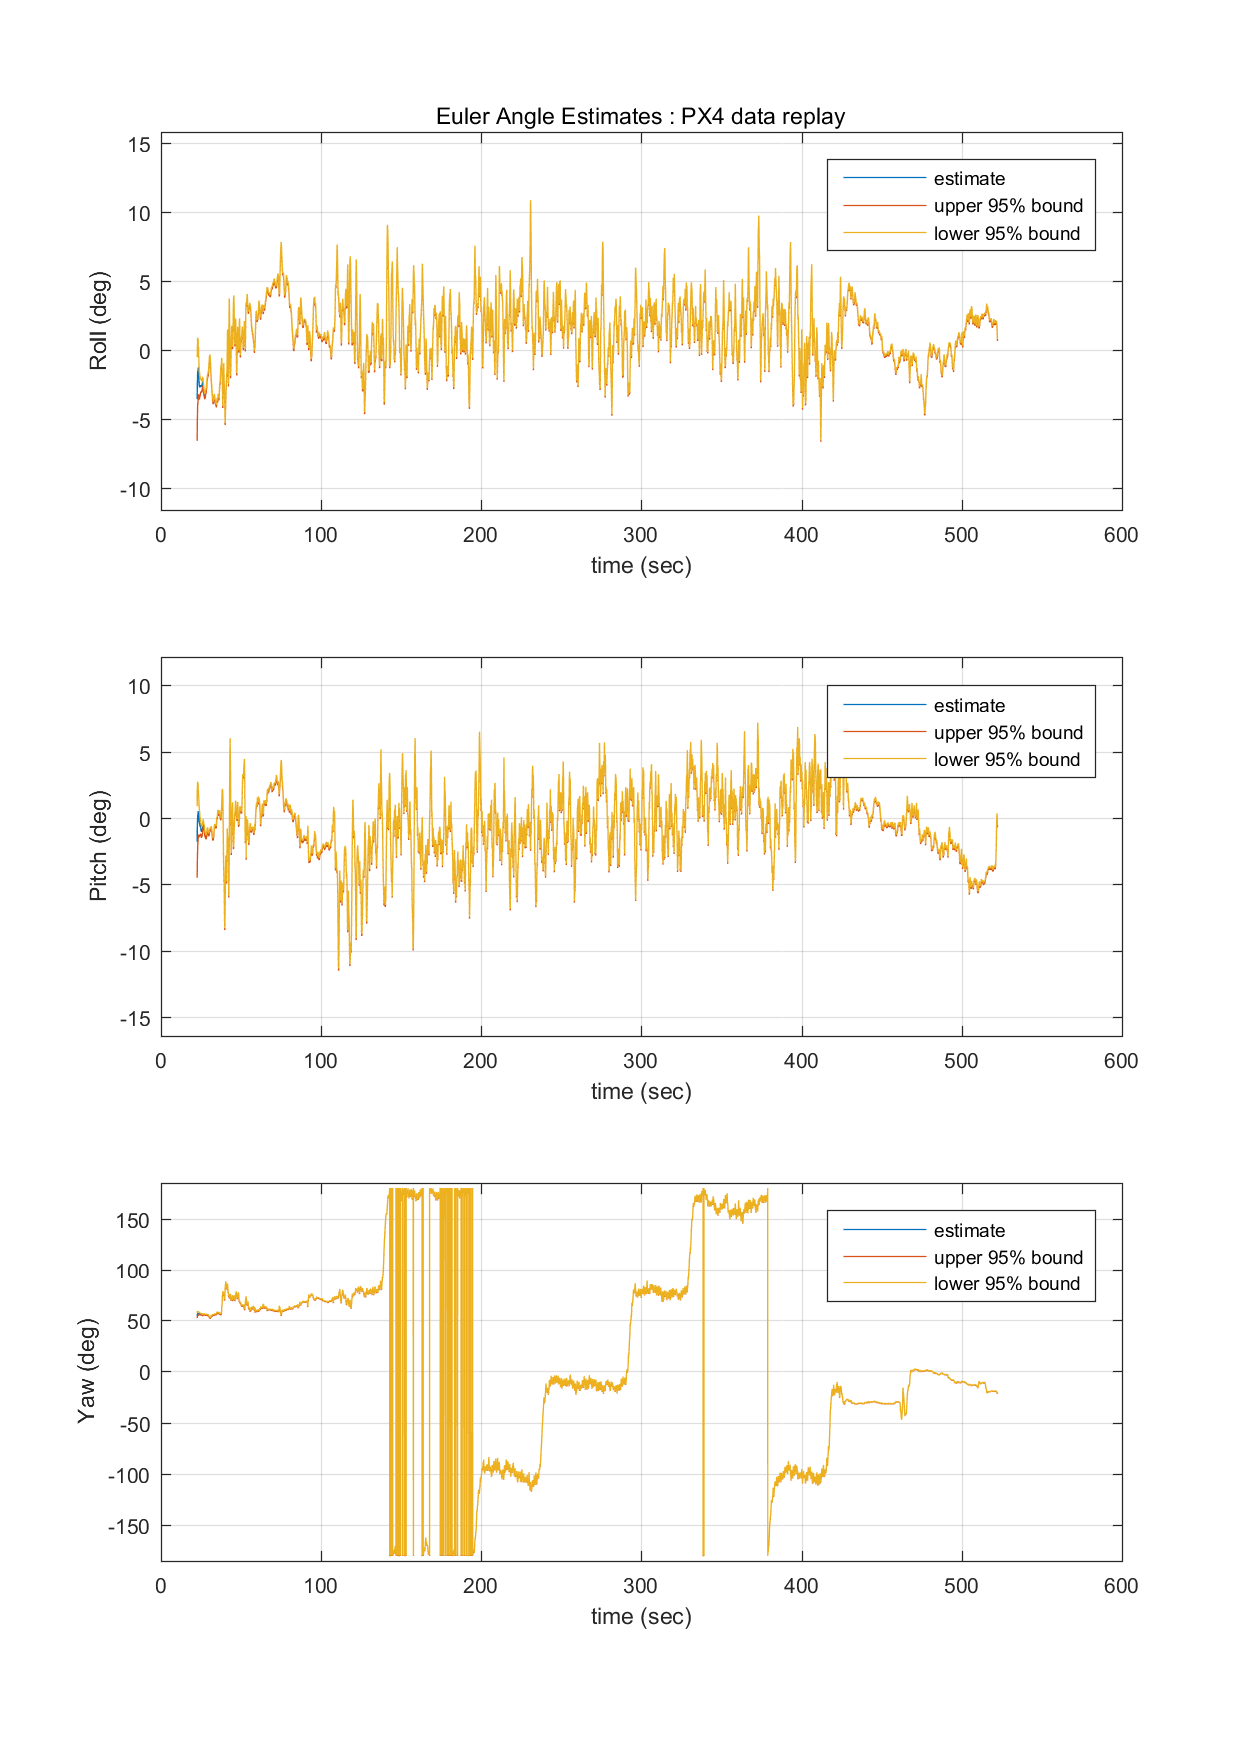 Euler Angle Estimates : PX4 data replay
15
10
5
0
-5
-10
Roll (deg)
estimate
upper 95% bound
lower 95% bound
0 100 200 300 400 500 600
time (sec)
10
5
0
-5
-10
-15
Pitch (deg)
estimate
upper 95% bound
lower 95% bound
0 100 200 300 400 500 600
time (sec)
150
100
50
0
-50
-100
-150
Yaw (deg)
estimate
upper 95% bound
lower 95% bound
0 100 200 300 400 500 600
time (sec)